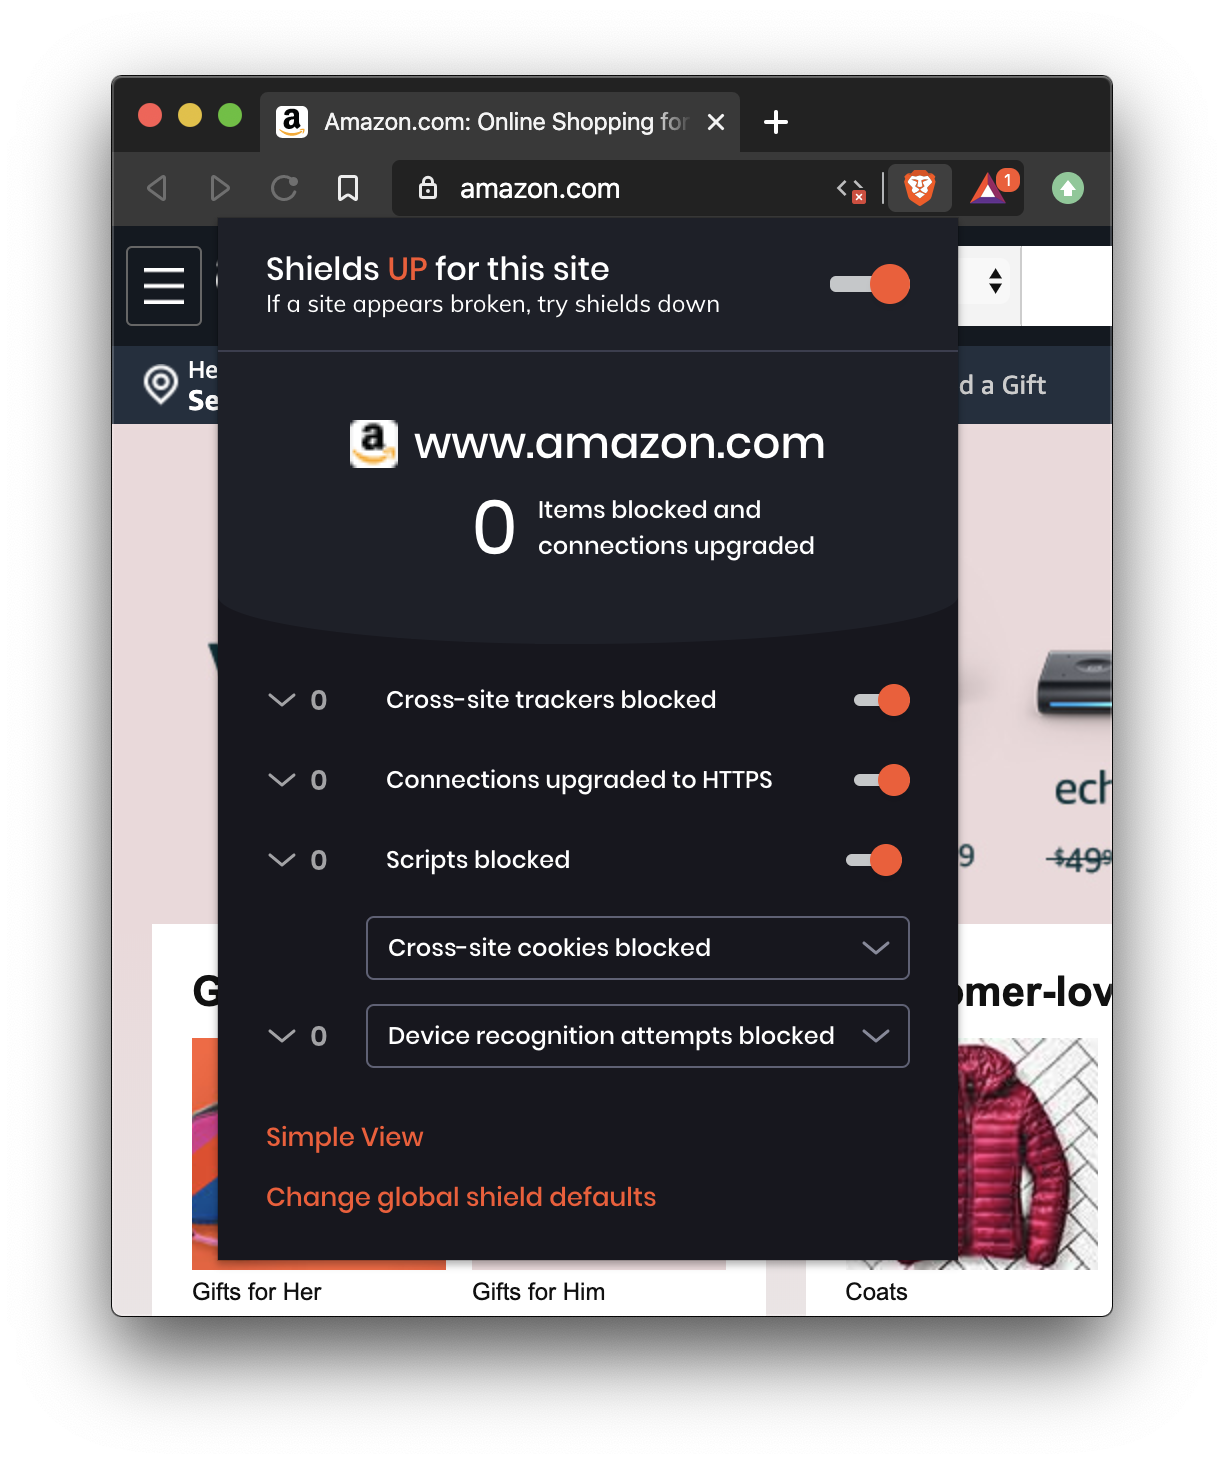 Amazon.com: Online Shopping for
amazon.com
1
Shields UP for this site
If a site appears broken, try shields down
He
Se
d a Gift
www.amazon.com
0 Items blocked and
connections upgraded
0 Cross-site trackers blocked
0 Connections upgraded to HTTPS
0 Scripts blocked
Cross-site cookies blocked
0 Device recognition attempts blocked
Simple View
Change global shield defaults
ech
9
$49
G
omer-lov
Gifts for Her
Gifts for Him
Coats